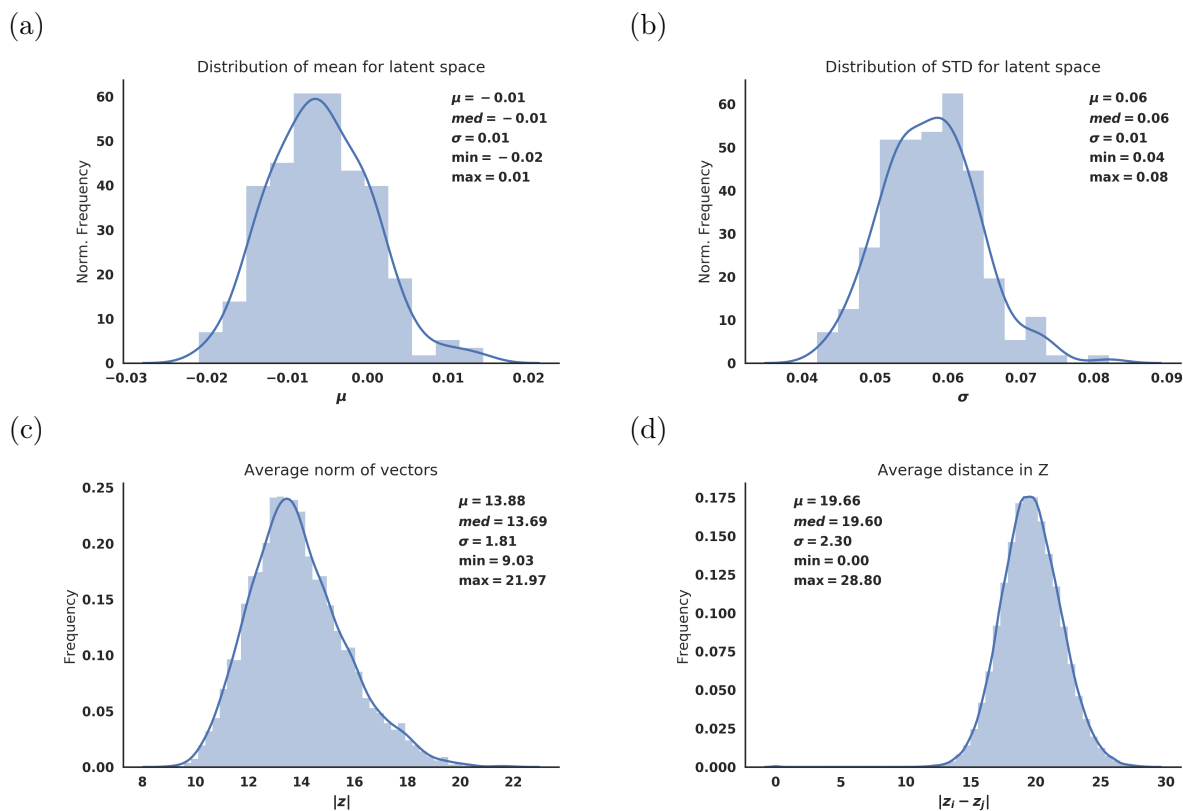 (a)
Distribution of mean for latent space
μ = −0.01
med = −0.01
σ = 0.01
min = −0.02
max = 0.01
Norm. Frequency
60
50
40
30
20
10
0
−0.03 −0.02 −0.01 0.00 0.01 0.02
μ
(b)
Distribution of STD for latent space
μ = 0.06
med = 0.06
σ = 0.01
min = 0.04
max = 0.08
Norm. Frequency
60
50
40
30
20
10
0
0.04 0.05 0.06 0.07 0.08 0.09
σ
(c)
Average norm of vectors
μ = 13.88
med = 13.69
σ = 1.81
min = 9.03
max = 21.97
Frequency
0.25
0.20
0.15
0.10
0.05
0.00
8 10 12 14 16 18 20 22
|z|
(d)
Average distance in Z
μ = 19.66
med = 19.60
σ = 2.30
min = 0.00
max = 28.80
Frequency
0.175
0.150
0.125
0.100
0.075
0.050
0.025
0.000
0 5 10 15 20 25 30
|z_i − z_j|